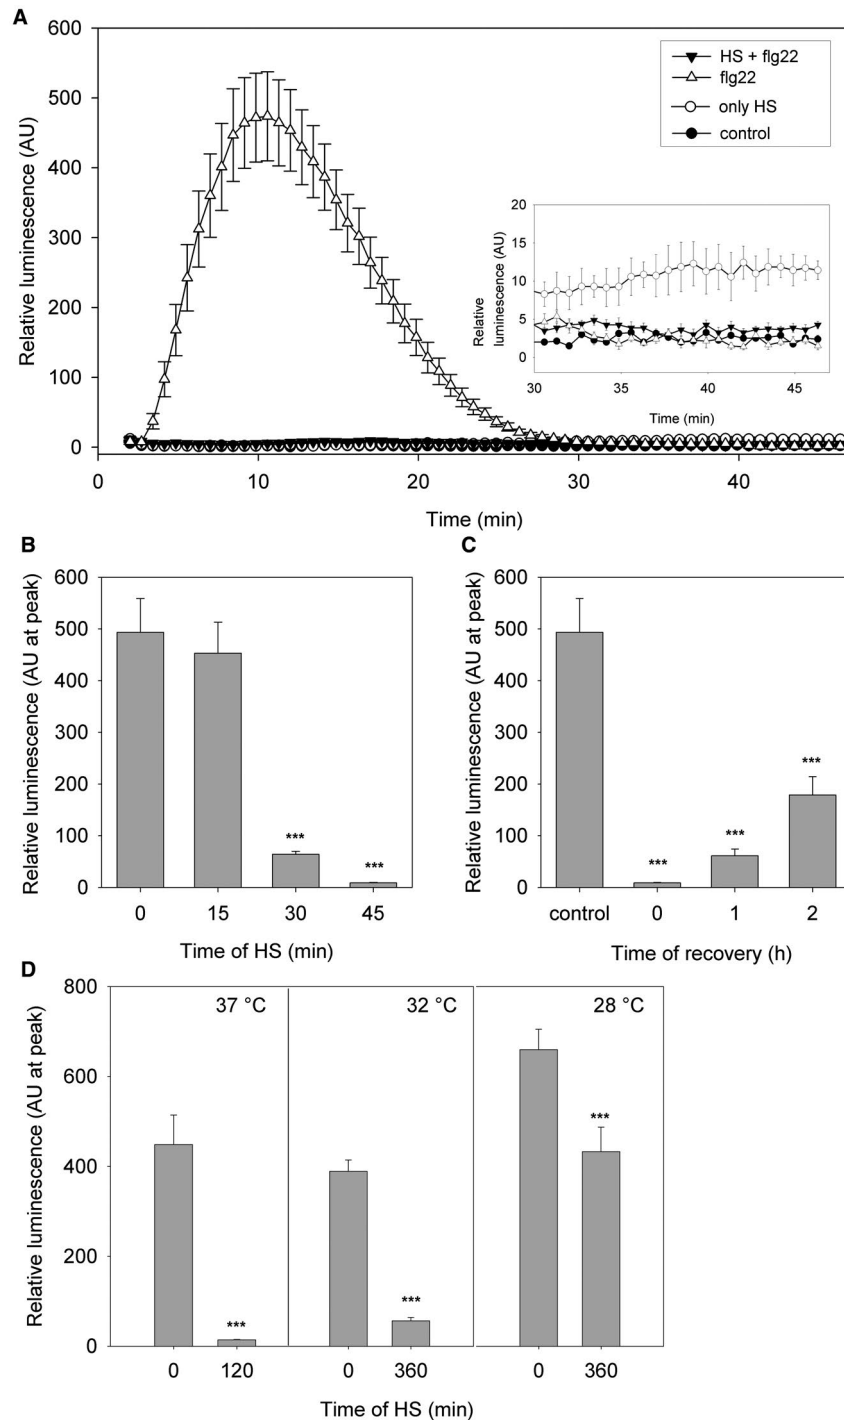 A
600
500
400
300
200
100
0
Relative luminescence (AU)
0 10 20 30 40
Time (min)
HS + flg22
flg22
only HS
control
20
15
10
5
0
Relative
luminescence (AU)
30 35 40 45
Time (min)
B
600
500
400
300
200
100
0
Relative luminescence (AU at peak)
***
***
0 15 30 45
Time of HS (min)
C
600
500
400
300
200
100
0
Relative luminescence (AU at peak)
***
***
***
control 0 1 2
Time of recovery (h)
D
800
600
400
200
0
Relative luminescence (AU at peak)
37 °C 32 °C 28 °C
***
***
***
0 120 0 360 0 360
Time of HS (min)